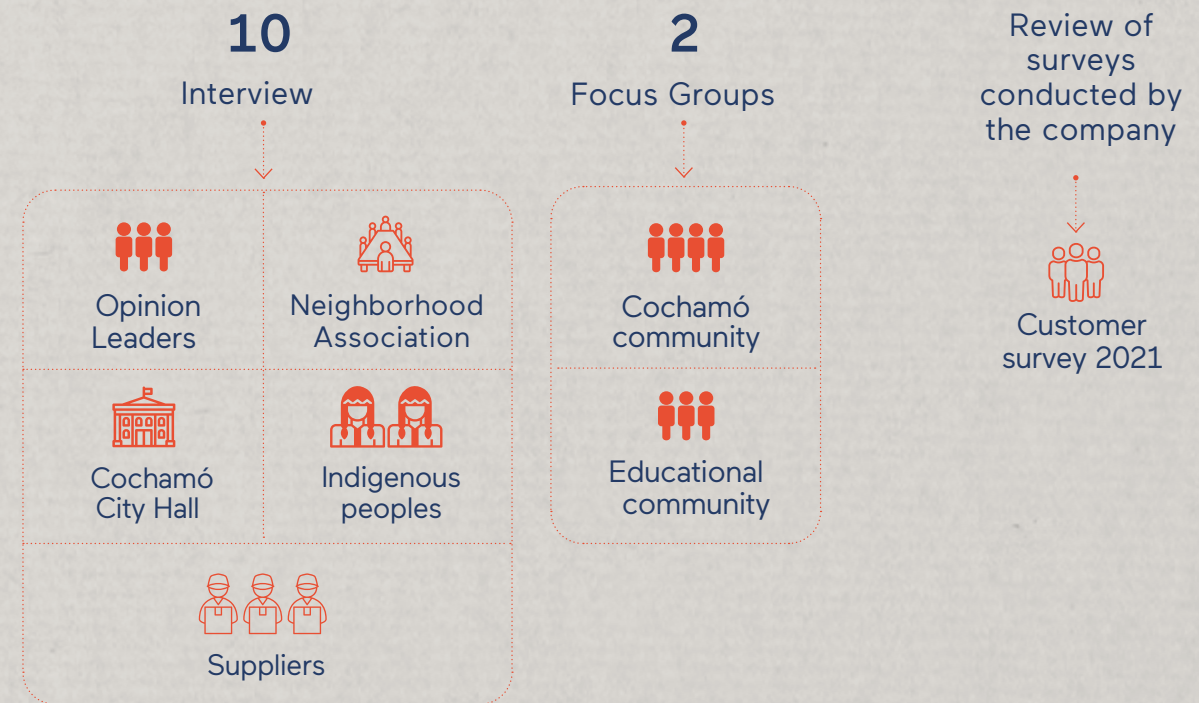 10
Interview
Opinion
Leaders
Neighborhood
Association
Cochamó
City Hall
Indigenous
peoples
Suppliers
2
Focus Groups
Cochamó
community
Educational
community
Review of
surveys
conducted by
the company
Customer
survey 2021